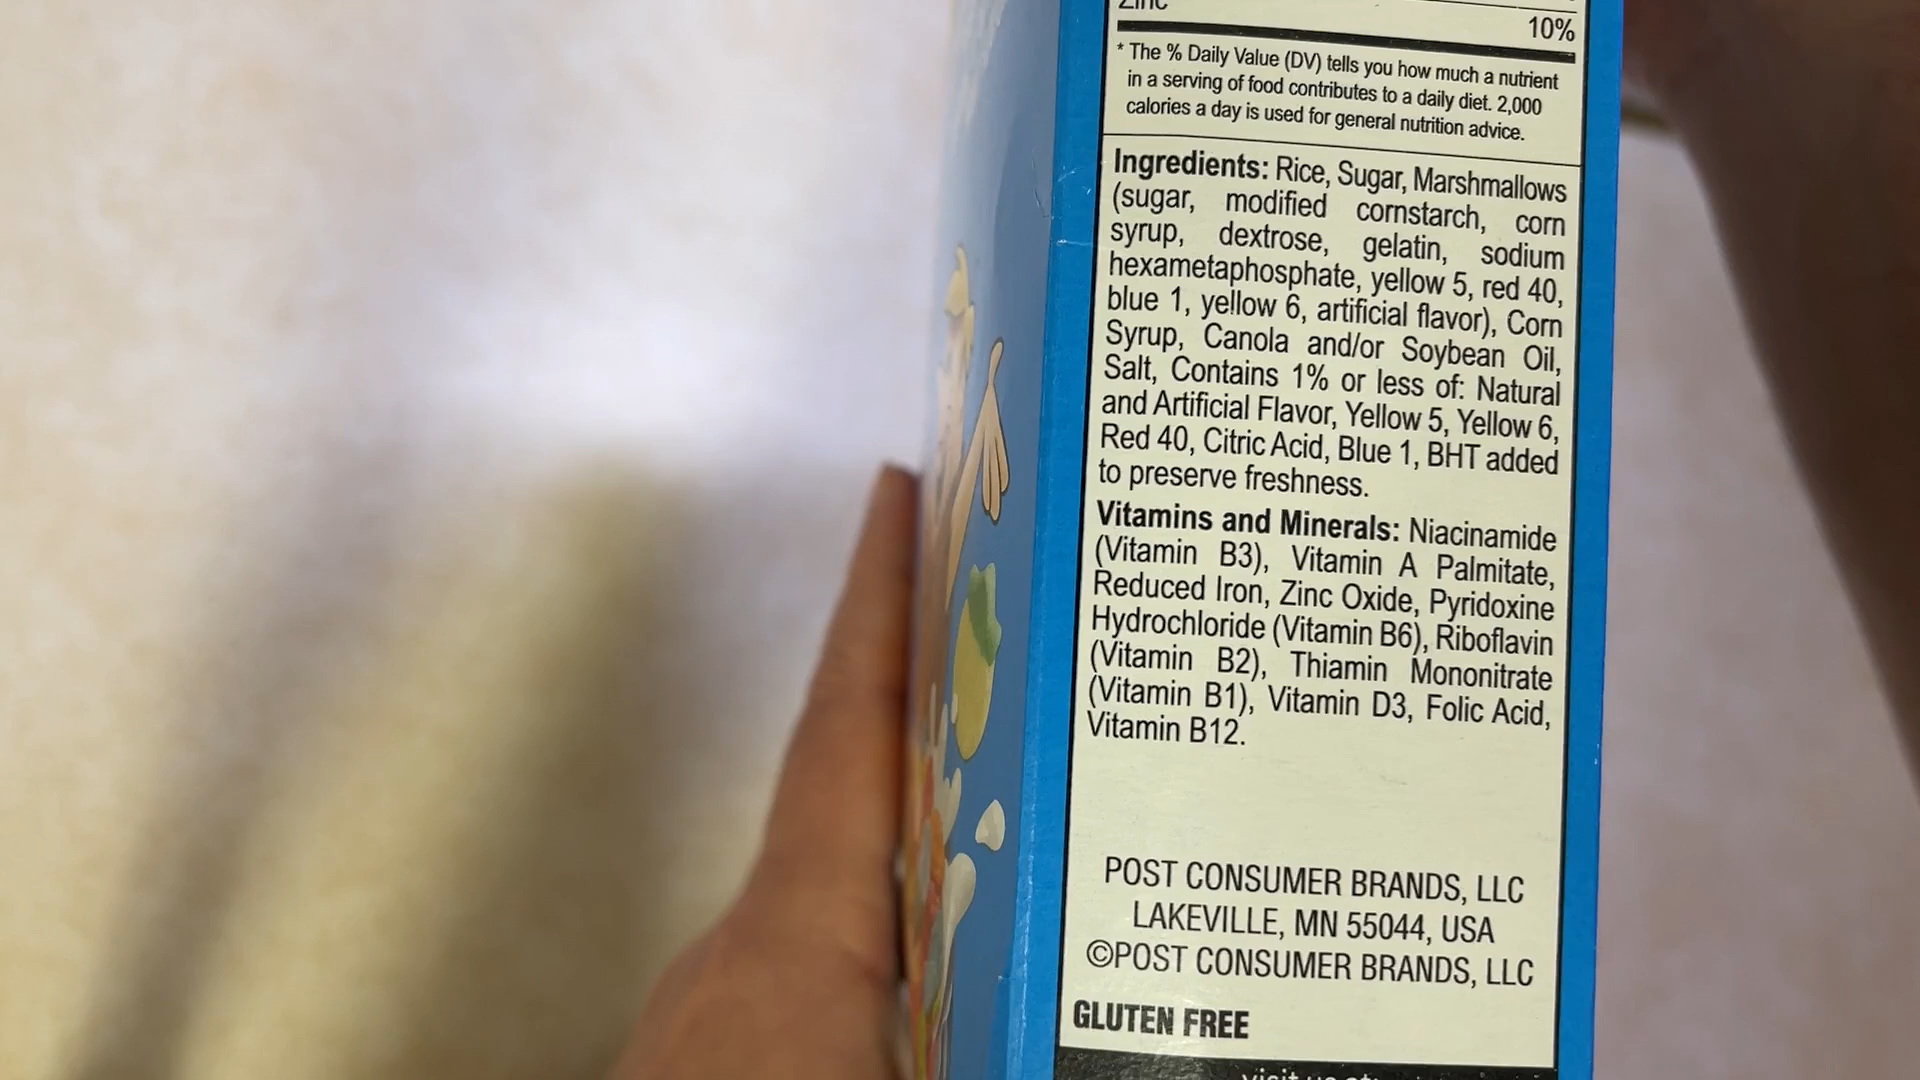 Zinc 10%
* The % Daily Value (DV) tells you how much a nutrient
in a serving of food contributes to a daily diet. 2,000
calories a day is used for general nutrition advice.
Ingredients: Rice, Sugar, Marshmallows
(sugar, modified cornstarch, corn
syrup, dextrose, gelatin, sodium
hexametaphosphate, yellow 5, red 40,
blue 1, yellow 6, artificial flavor), Corn
Syrup, Canola and/or Soybean Oil,
Salt, Contains 1% or less of: Natural
and Artificial Flavor, Yellow 5, Yellow 6,
Red 40, Citric Acid, Blue 1, BHT added
to preserve freshness.
Vitamins and Minerals: Niacinamide
(Vitamin B3), Vitamin A Palmitate,
Reduced Iron, Zinc Oxide, Pyridoxine
Hydrochloride (Vitamin B6), Riboflavin
(Vitamin B2), Thiamin Mononitrate
(Vitamin B1), Vitamin D3, Folic Acid,
Vitamin B12.
POST CONSUMER BRANDS, LLC
LAKEVILLE, MN 55044, USA
©POST CONSUMER BRANDS, LLC
GLUTEN FREE
visit us at: